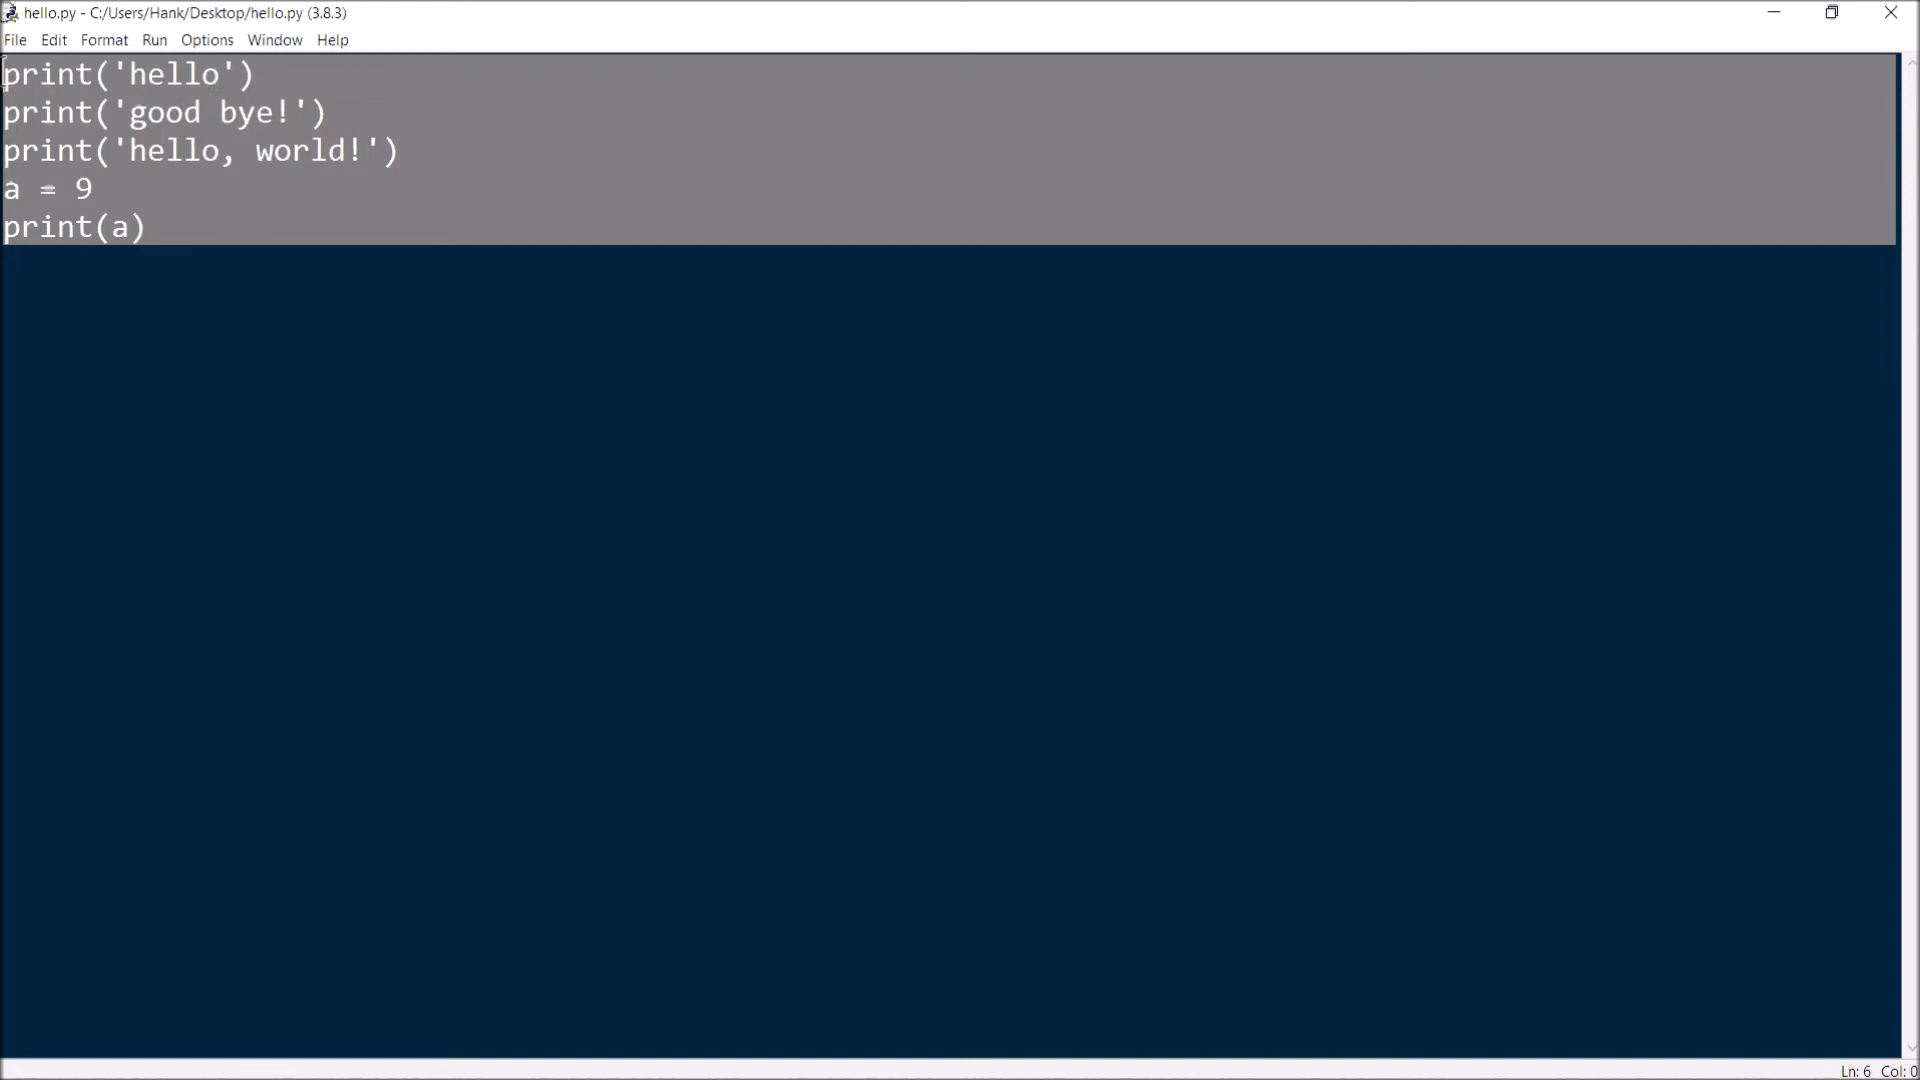 hello.py - C:/Users/Hank/Desktop/hello.py (3.8.3)
File Edit Format Run Options Window Help
print('hello')
print('good bye!')
print('hello, world!')
a = 9
print(a)
Ln: 6 Col: 0